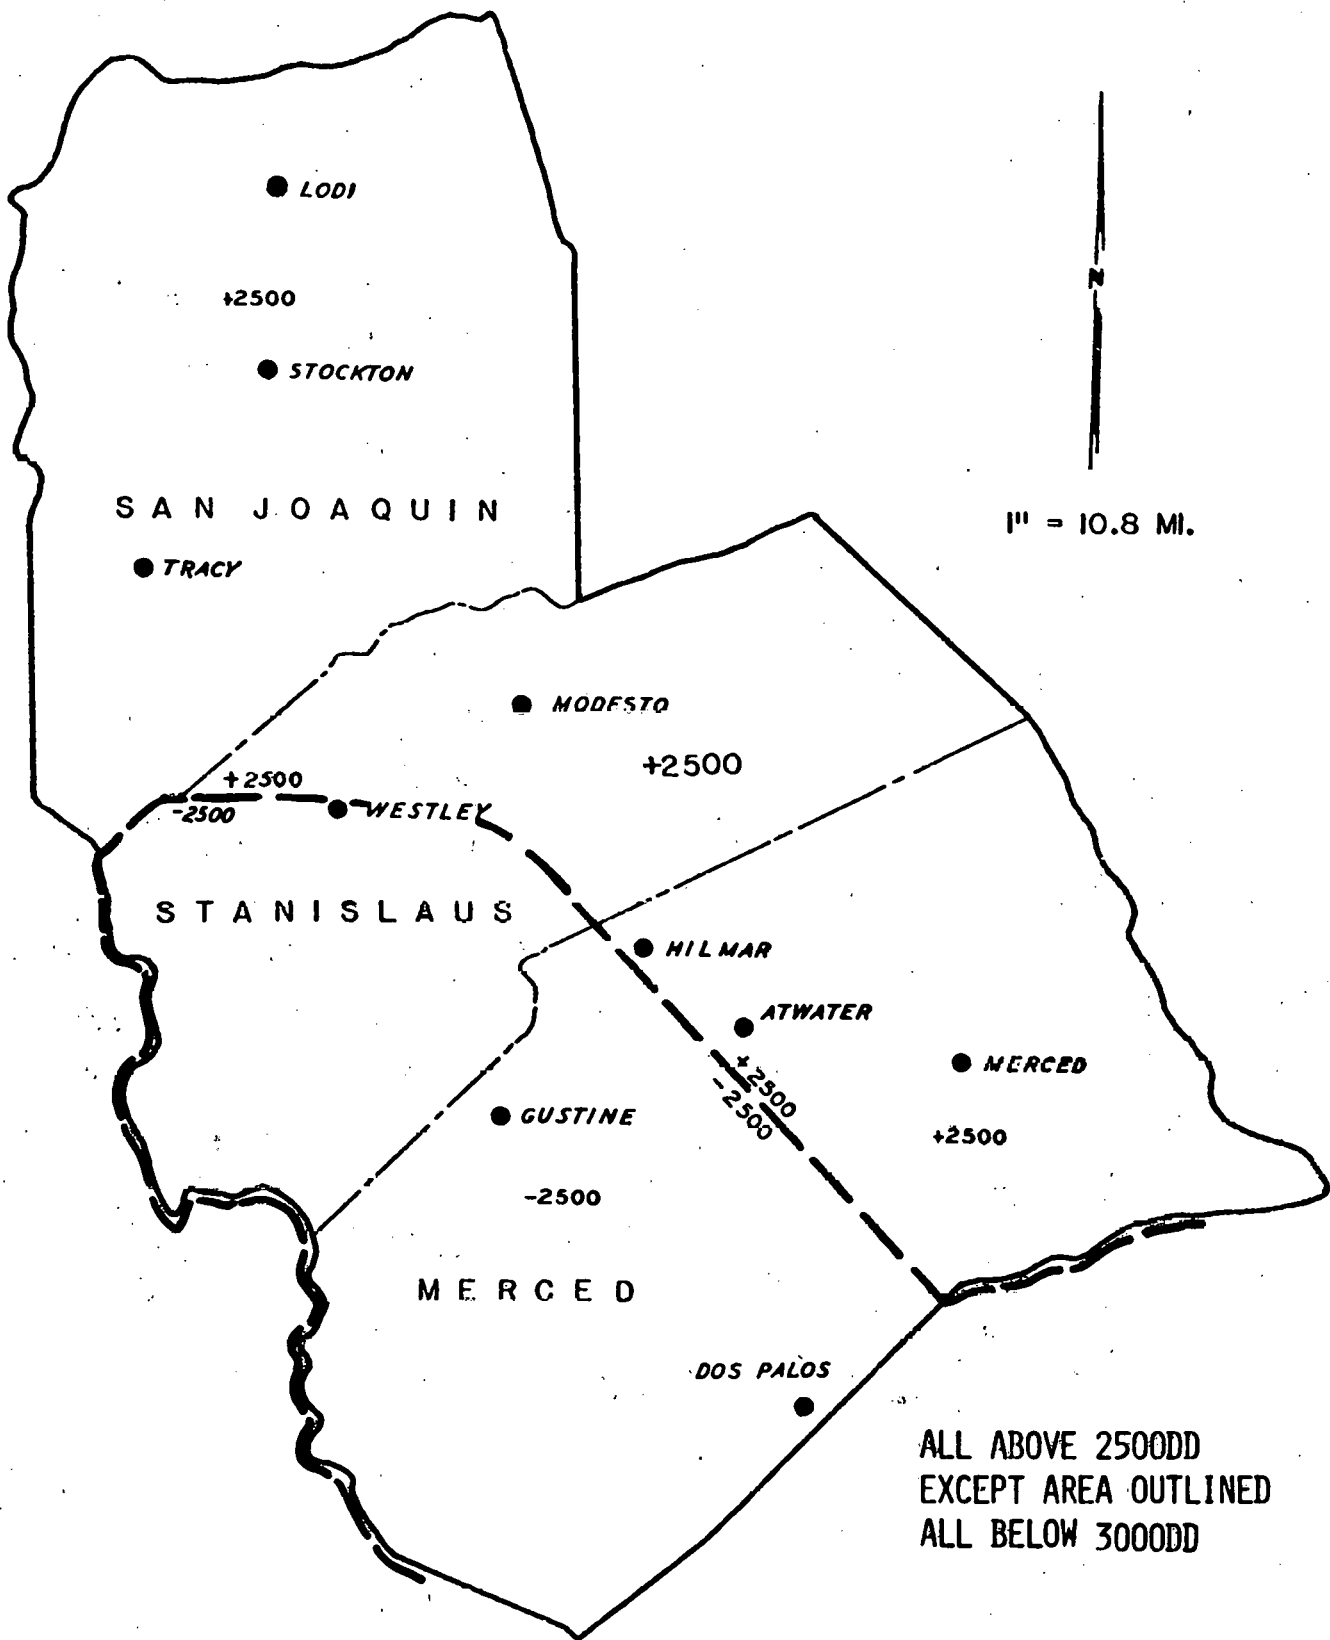 LODI
+2500
STOCKTON
N
SAN JOAQUIN
1" = 10.8 MI.
TRACY
MODESTO
+2500
+2500
-2500
WESTLEY
STANISLAUS
HILMAR
ATWATER
+2500
-2500
MERCED
GUSTINE
+2500
-2500
MERCED
DOS PALOS
ALL ABOVE 2500DD
EXCEPT AREA OUTLINED
ALL BELOW 3000DD